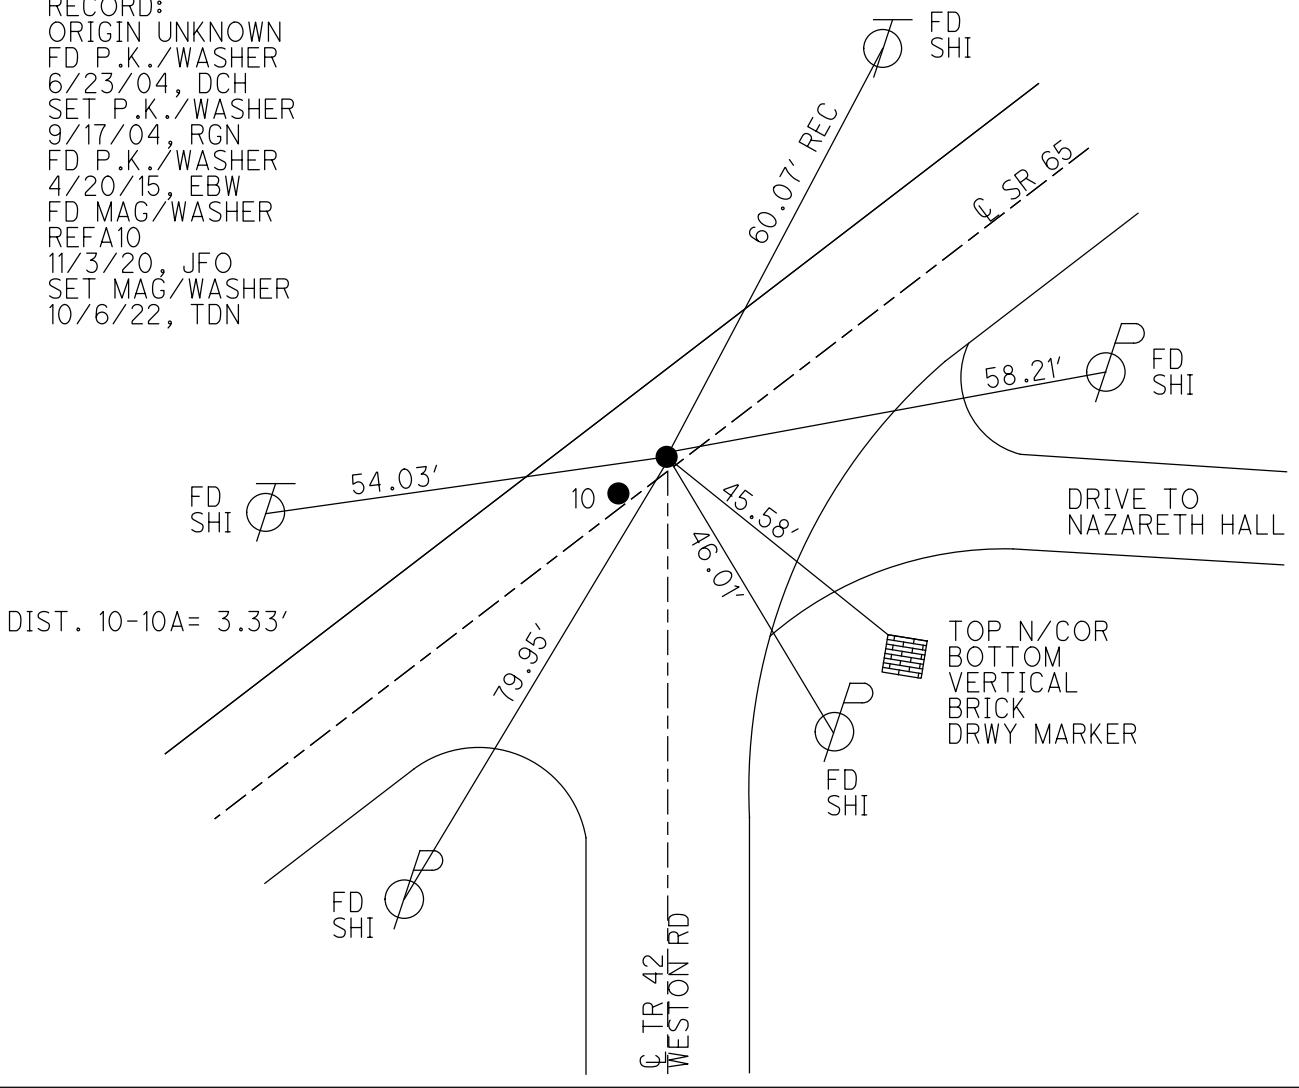 RECORD:
ORIGIN UNKNOWN
FD P.K./WASHER
6/23/04, DCH
SET P.K./WASHER
9/17/04, RGN
FD P.K./WASHER
4/20/15, EBW
FD MAG/WASHER
REFA10
11/3/20, JFO
SET MAG/WASHER
10/6/22, TDN
FD
SHI
60.07' REC
℄ SR 65
58.21'
FD
SHI
54.03'
FD
SHI
10
45.58'
46.01'
DRIVE TO
NAZARETH HALL
DIST. 10-10A= 3.33'
79.95'
TOP N/COR
BOTTOM
VERTICAL
BRICK
DRWY MARKER
FD
SHI
FD
SHI
℄ TR 42
WESTON RD